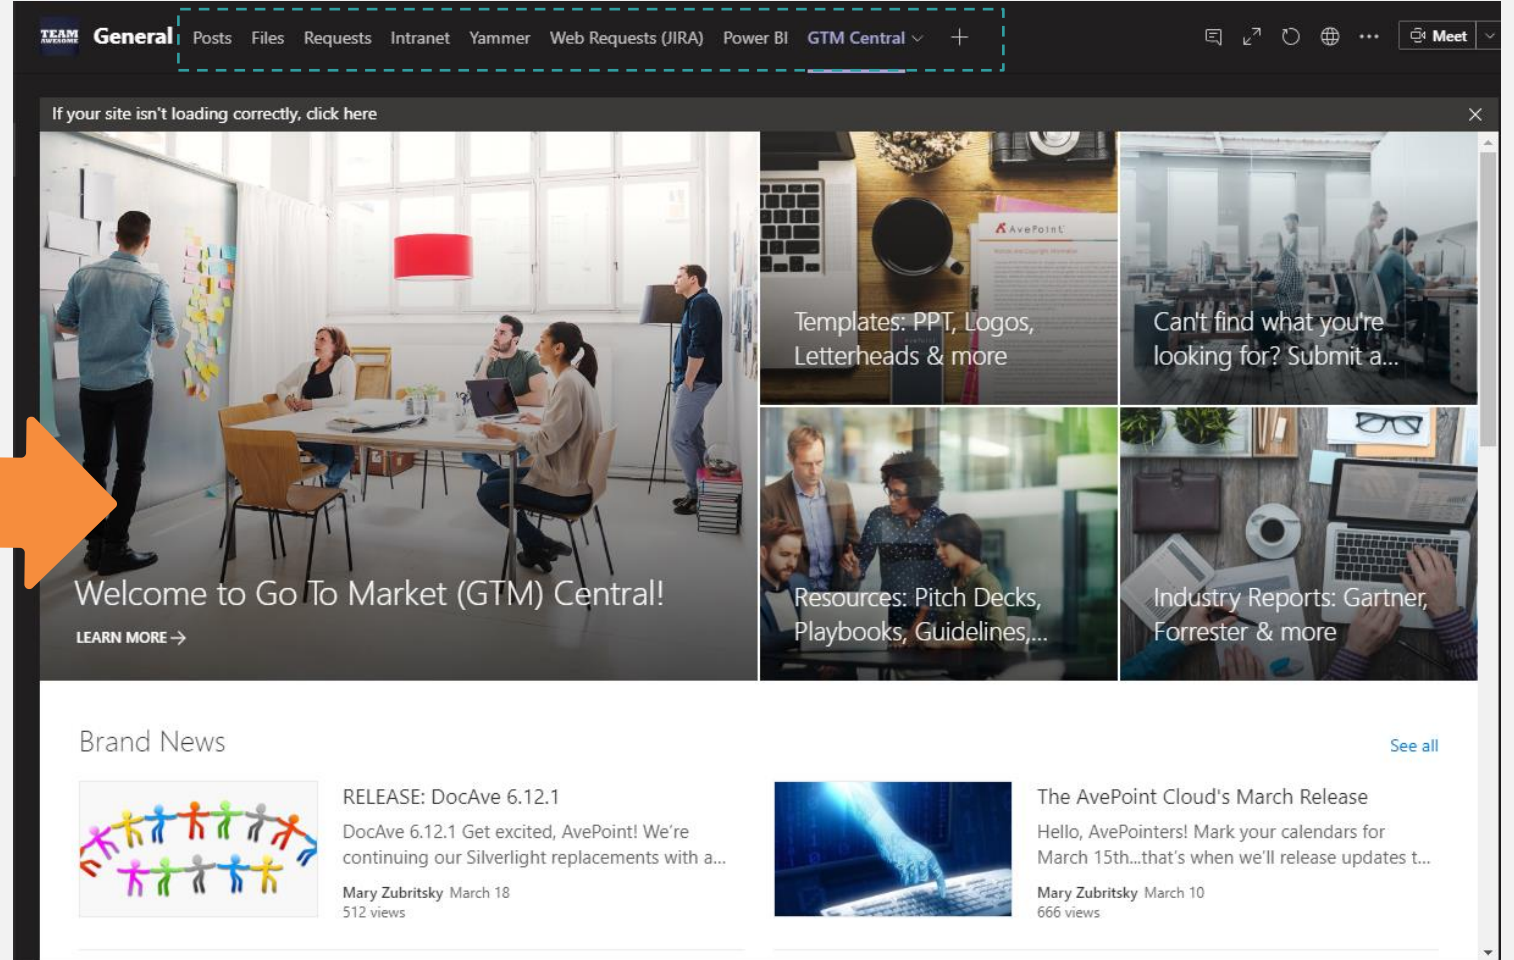 TEAM
AWESOME
General
Posts Files Requests Intranet Yammer Web Requests (JIRA) Power BI GTM Central
Meet
If your site isn't loading correctly, click here
AvePoint
Templates: PPT, Logos,
Letterheads & more
Can't find what you're
looking for? Submit a...
Welcome to Go To Market (GTM) Central!
LEARN MORE
Resources: Pitch Decks,
Playbooks, Guidelines,...
Industry Reports: Gartner,
Forrester & more
Brand News
See all
RELEASE: DocAve 6.12.1
DocAve 6.12.1 Get excited, AvePoint! We're
continuing our Silverlight replacements with a...
Mary Zubritsky March 18
512 views
The AvePoint Cloud's March Release
Hello, AvePointers! Mark your calendars for
March 15th...that's when we'll release updates t...
Mary Zubritsky March 10
666 views